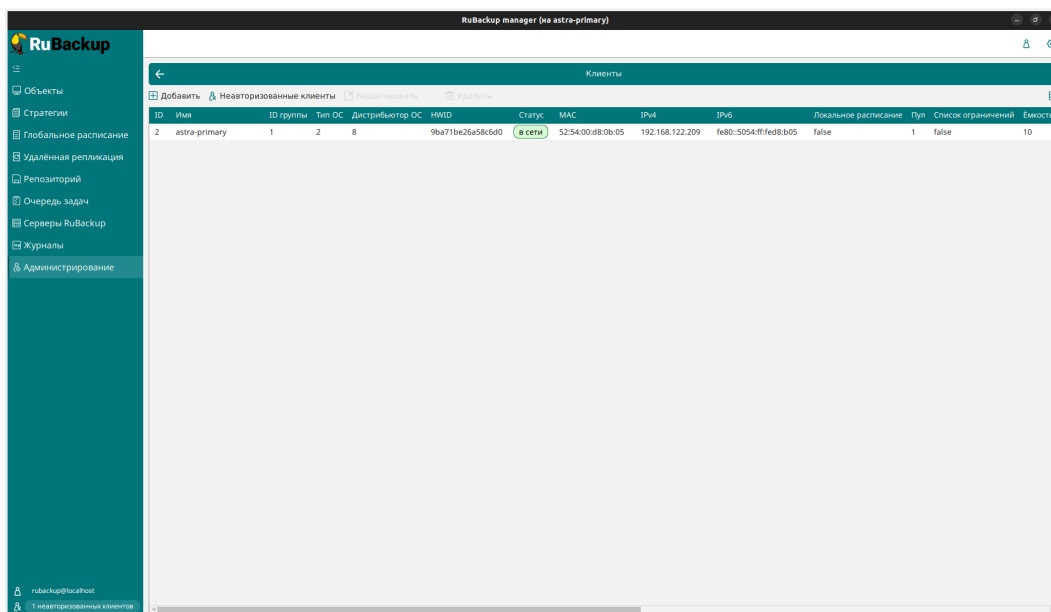 RuBackup manager (на astra-primary)
RuBackup
Клиенты
Объекты
Стратегии
Глобальное расписание
Удалённая репликация
Репозиторий
Очередь задач
Серверы RuBackup
Журналы
Администрирование
Добавить Неавторизованные клиенты Редактировать Удалить
ID Имя ID группы Тип ОС Дистрибьютор ОС HWID Статус MAC IPv4 IPv6 Локальное расписание Пул Список ограничений Ёмкость
2 astra-primary 1 2 8 9ba71be26a58c6d0 в сети 52:54:00:d8:0b:05 192.168.122.209 fe80::5054:ff:fed8:b05 false 1 false 10
rubackup@localhost
1 неавторизованных клиентов